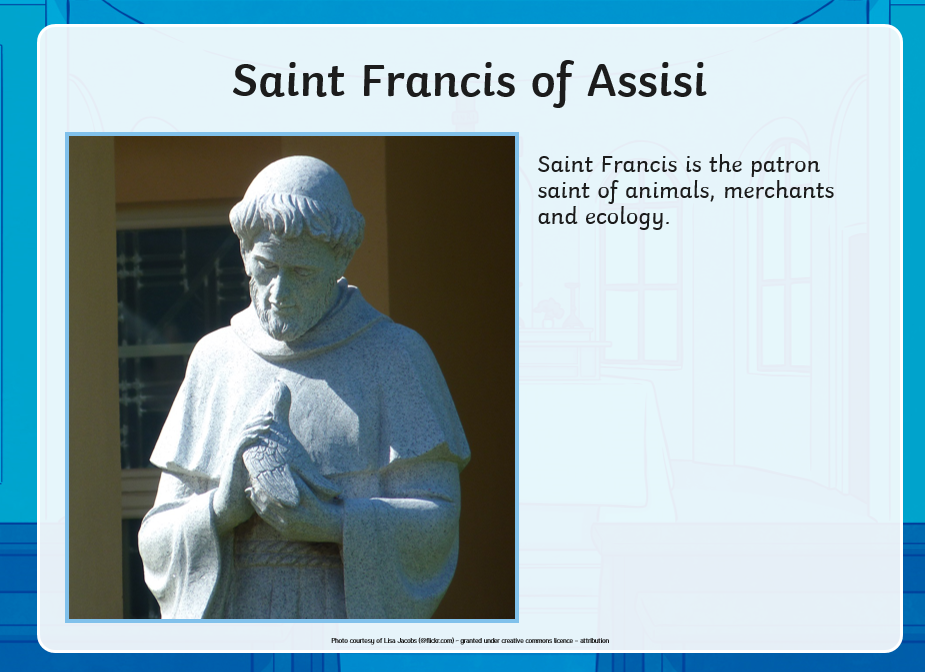 Saint Francis of Assisi
Saint Francis is the patron
saint of animals, merchants
and ecology.
Photo courtesy of Lisa Jacobs (@flickr.com) - granted under creative commons licence – attribution